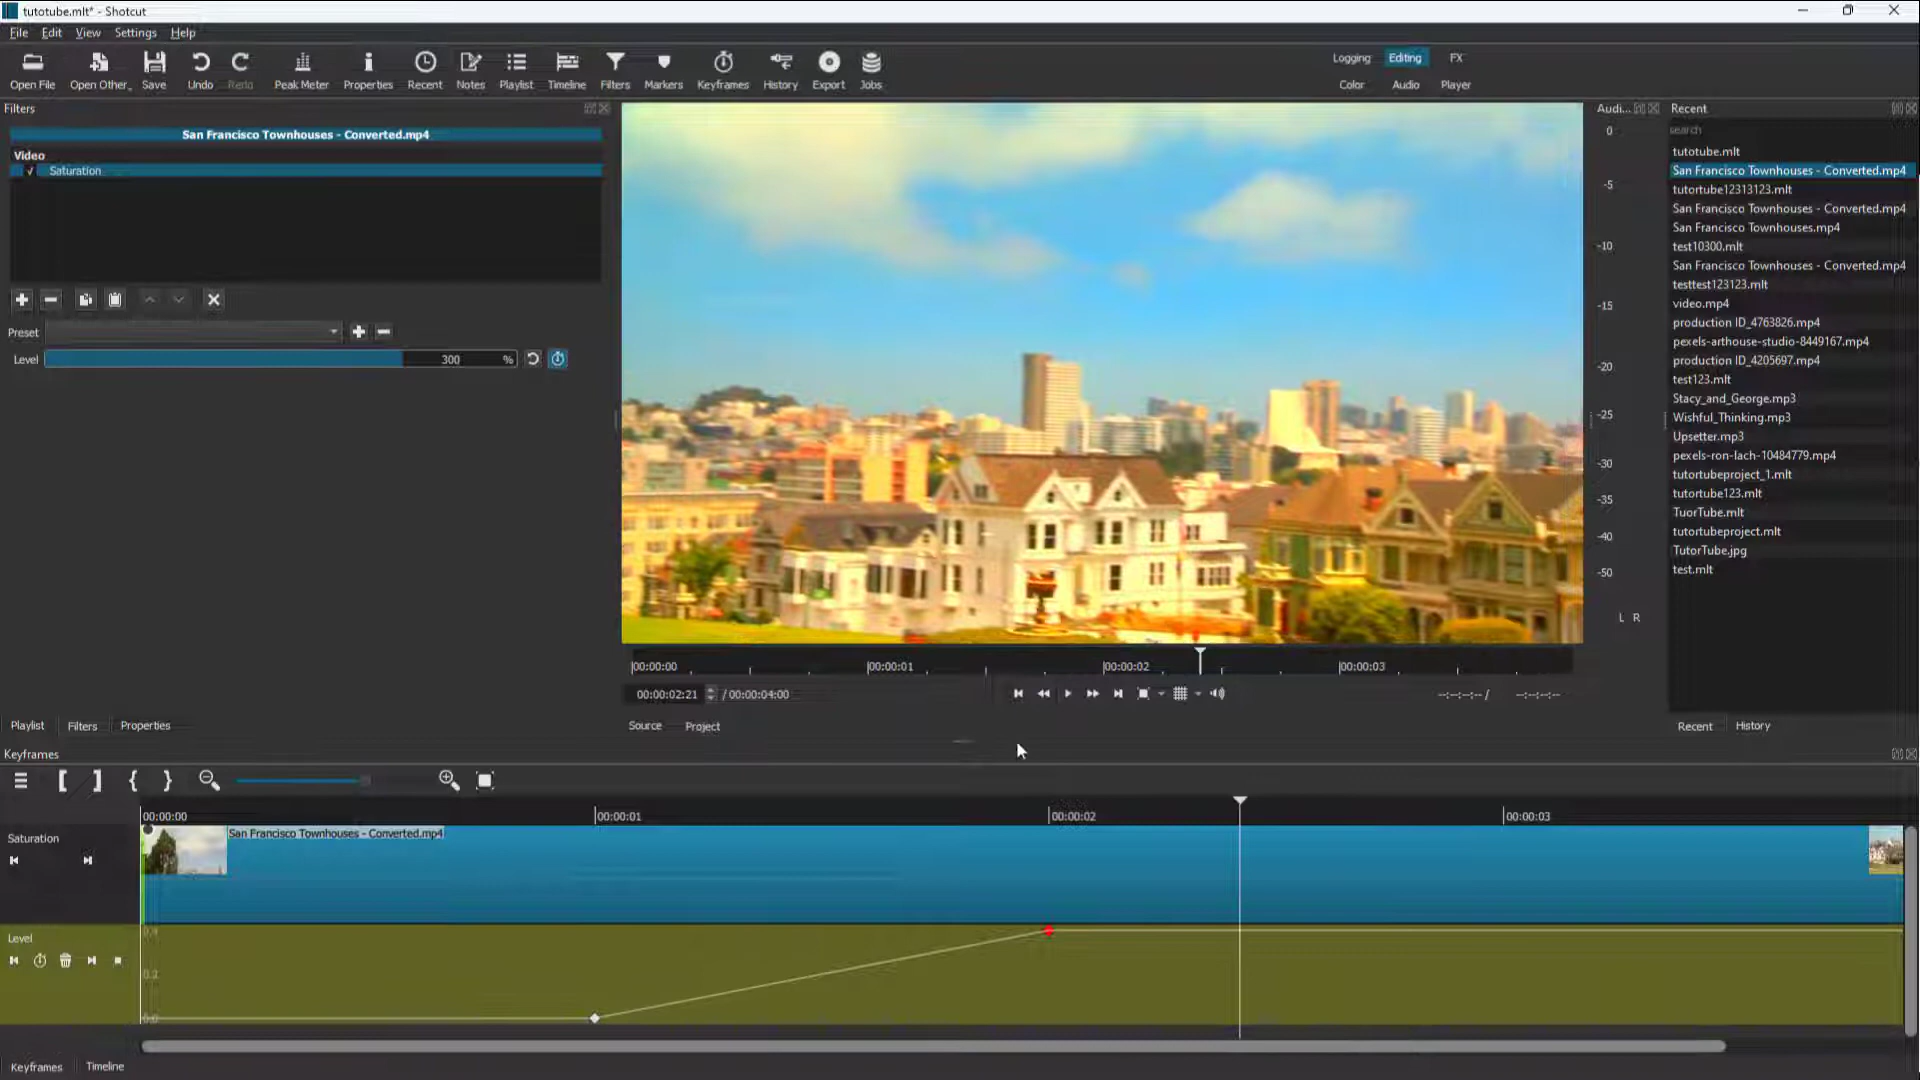 tutotube.mlt* - Shotcut
File Edit View Settings Help
Open File Open Other.. Save Undo Redo Peak Meter Properties Recent Notes Playlist Timeline Filters Markers Keyframes History Export Jobs
Logging Editing FX
Color Audio Player
Filters
San Francisco Townhouses - Converted.mp4
Video
✓ Saturation
Preset
Level 300 %
Audi...
0
-5
-10
-15
-20
-25
-30
-35
-40
-50
L R
Recent
search
tutotube.mlt
San Francisco Townhouses - Converted.mp4
tutortube12313123.mlt
San Francisco Townhouses - Converted.mp4
San Francisco Townhouses.mp4
test10300.mlt
San Francisco Townhouses - Converted.mp4
testtest123123.mlt
video.mp4
production ID_4763826.mp4
pexels-arthouse-studio-8449167.mp4
production ID_4205697.mp4
test123.mlt
Stacy_and_George.mp3
Wishful_Thinking.mp3
Upsetter.mp3
pexels-ron-lach-10484779.mp4
tutortubeproject_1.mlt
tutortube123.mlt
TuorTube.mlt
tutortubeproject.mlt
TutorTube.jpg
test.mlt
00:00:00 00:00:01 00:00:02 00:00:03
00:00:02:21 / 00:00:04:00 --:--:--:-- / --:--:--:--
Playlist Filters Properties
Source Project
Recent History
Keyframes
00:00:00 00:00:01 00:00:02 00:00:03
Saturation
San Francisco Townhouses - Converted.mp4
Level
0.0
Keyframes Timeline